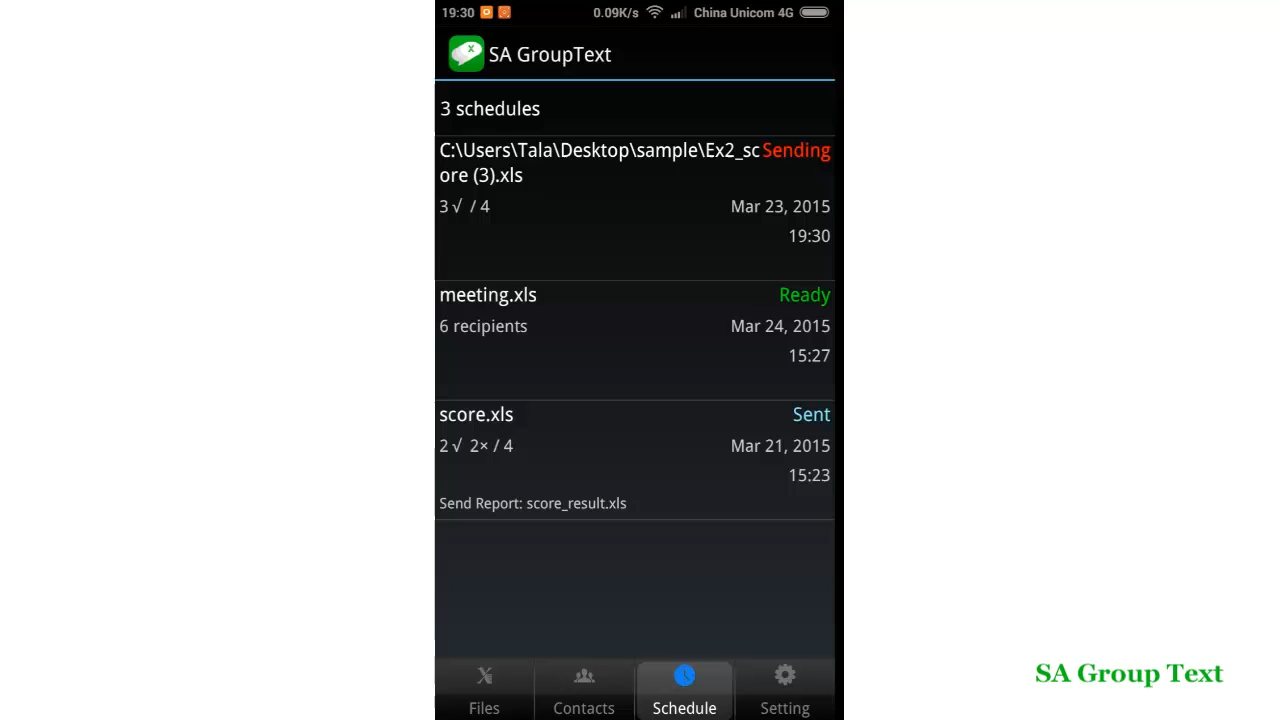 19:30 0.09K/s China Unicom 4G
SA GroupText
3 schedules
C:\Users\Tala\Desktop\sample\Ex2_sc Sending
ore (3).xls
3√ / 4 Mar 23, 2015
19:30
meeting.xls Ready
6 recipients Mar 24, 2015
15:27
score.xls Sent
2√ 2× / 4 Mar 21, 2015
15:23
Send Report: score_result.xls
Files Contacts Schedule Setting
SA Group Text